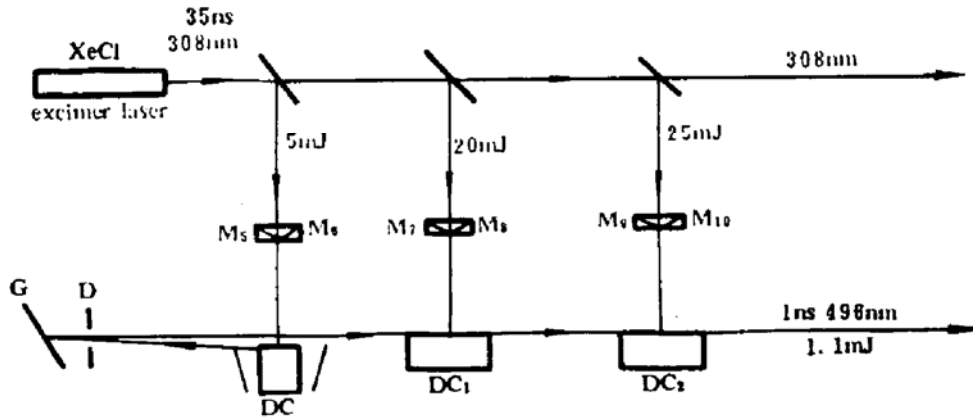 35ns
XeCl 308nm
308nm
excimer laser
5mJ
20mJ
25mJ
M₅ M₆ M₇ M₈ M₉ M₁₀
G D
1ns 496nm
1.1mJ
DC DC₁ DC₂